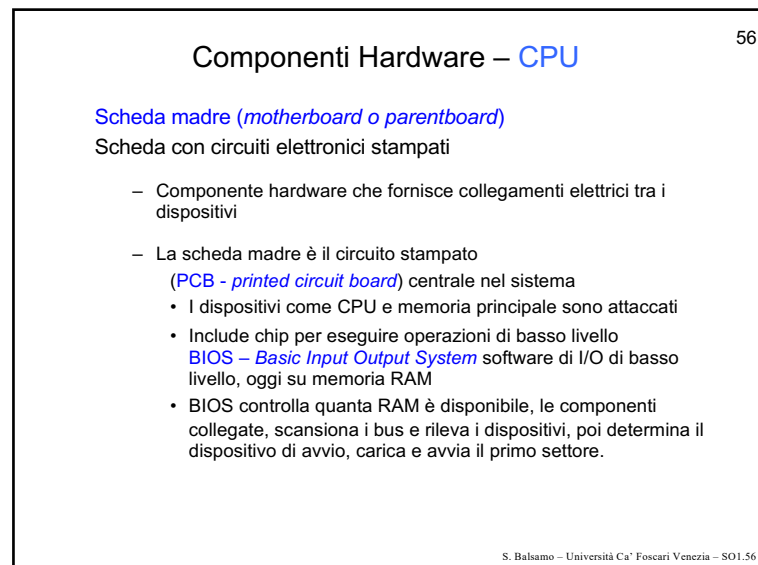 56
Componenti Hardware – CPU
Scheda madre (motherboard o parentboard)
Scheda con circuiti elettronici stampati
– Componente hardware che fornisce collegamenti elettrici tra i
dispositivi
– La scheda madre è il circuito stampato
(PCB - printed circuit board) centrale nel sistema
• I dispositivi come CPU e memoria principale sono attaccati
• Include chip per eseguire operazioni di basso livello
BIOS – Basic Input Output System software di I/O di basso
livello, oggi su memoria RAM
• BIOS controlla quanta RAM è disponibile, le componenti
collegate, scansiona i bus e rileva i dispositivi, poi determina il
dispositivo di avvio, carica e avvia il primo settore.
S. Balsamo – Università Ca' Foscari Venezia – SO1.56